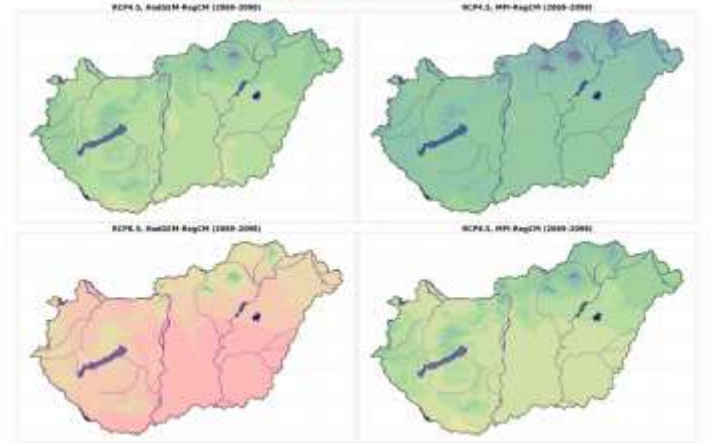 RCP4.5, HadGEM-RegCM (2069-2098)
RCP4.5, MPI-RegCM (2069-2098)
RCP8.5, HadGEM-RegCM (2069-2098)
RCP8.5, MPI-RegCM (2069-2098)